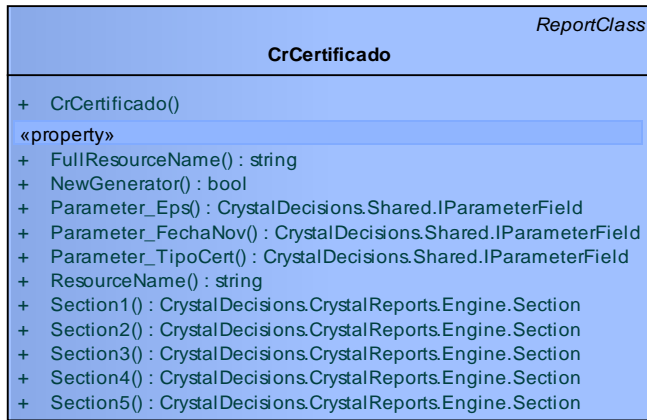 ReportClass
CrCertificado
+ CrCertificado()
«property»
+ FullResourceName() : string
+ NewGenerator() : bool
+ Parameter_Eps() : CrystalDecisions.Shared.IParameterField
+ Parameter_FechaNov() : CrystalDecisions.Shared.IParameterField
+ Parameter_TipoCert() : CrystalDecisions.Shared.IParameterField
+ ResourceName() : string
+ Section1() : CrystalDecisions.CrystalReports.Engine.Section
+ Section2() : CrystalDecisions.CrystalReports.Engine.Section
+ Section3() : CrystalDecisions.CrystalReports.Engine.Section
+ Section4() : CrystalDecisions.CrystalReports.Engine.Section
+ Section5() : CrystalDecisions.CrystalReports.Engine.Section